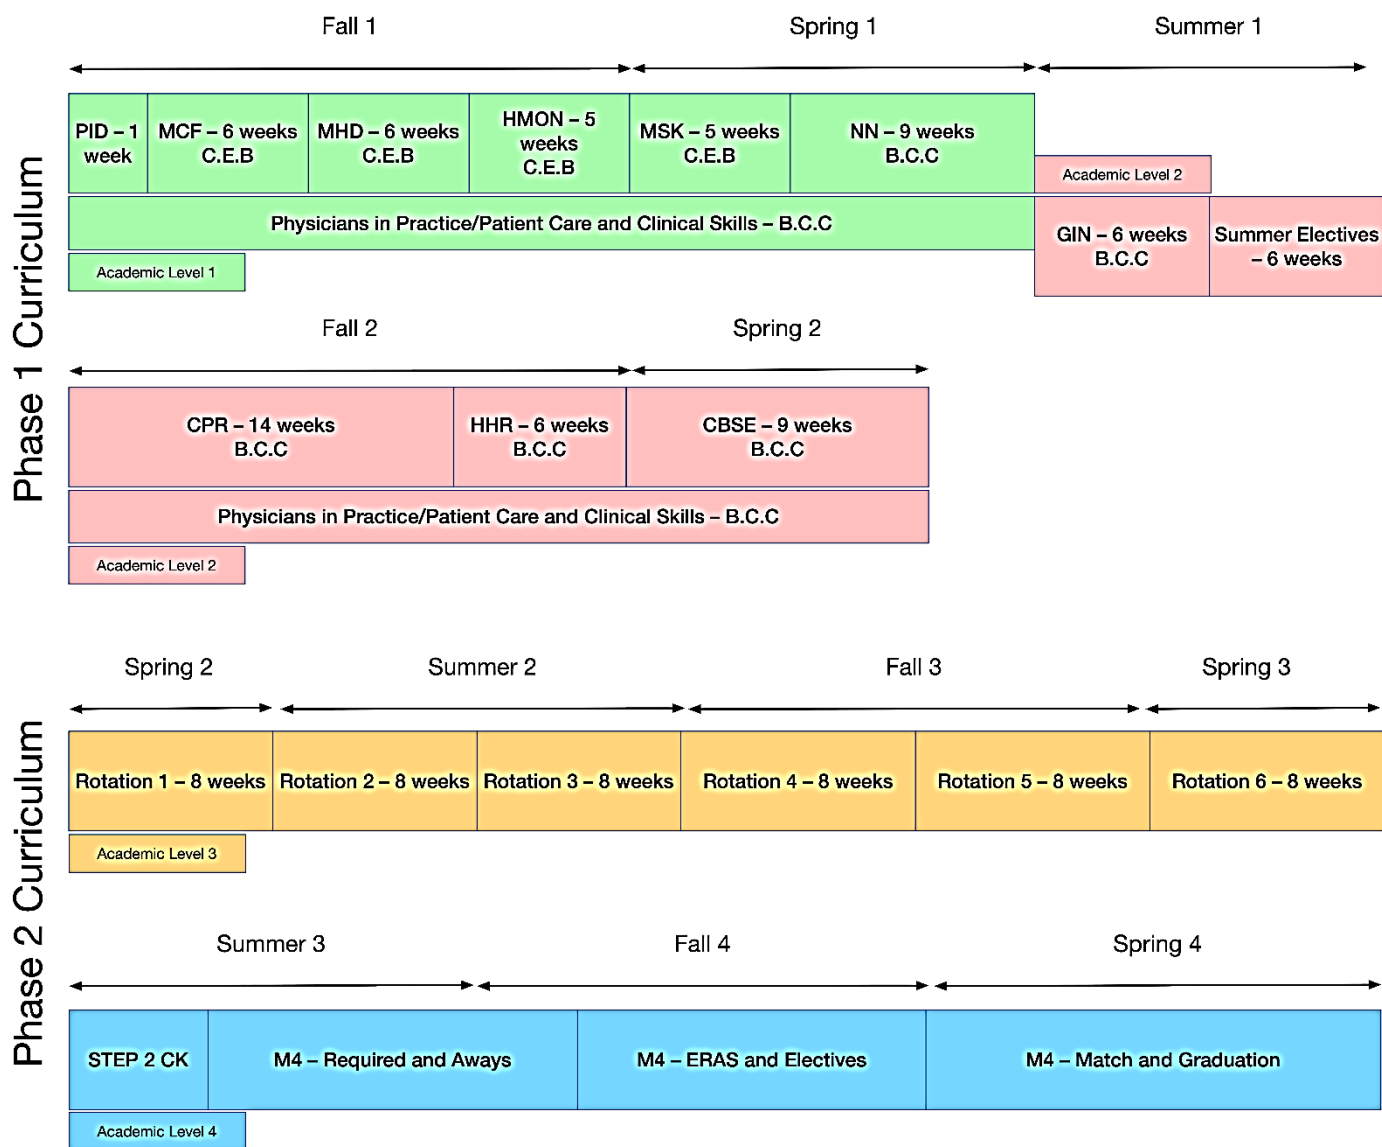 Fall 1
Spring 1
Summer 1
Phase 1 Curriculum
PID – 1
week
MCF – 6 weeks
C.E.B
MHD – 6 weeks
C.E.B
HMON – 5
weeks
C.E.B
MSK – 5 weeks
C.E.B
NN – 9 weeks
B.C.C
Academic Level 2
Physicians in Practice/Patient Care and Clinical Skills – B.C.C
GIN – 6 weeks
B.C.C
Summer Electives
– 6 weeks
Academic Level 1
Fall 2
Spring 2
CPR – 14 weeks
B.C.C
HHR – 6 weeks
B.C.C
CBSE – 9 weeks
B.C.C
Physicians in Practice/Patient Care and Clinical Skills – B.C.C
Academic Level 2
Phase 2 Curriculum
Spring 2
Summer 2
Fall 3
Spring 3
Rotation 1 – 8 weeks
Rotation 2 – 8 weeks
Rotation 3 – 8 weeks
Rotation 4 – 8 weeks
Rotation 5 – 8 weeks
Rotation 6 – 8 weeks
Academic Level 3
Summer 3
Fall 4
Spring 4
STEP 2 CK
M4 – Required and Aways
M4 – ERAS and Electives
M4 – Match and Graduation
Academic Level 4